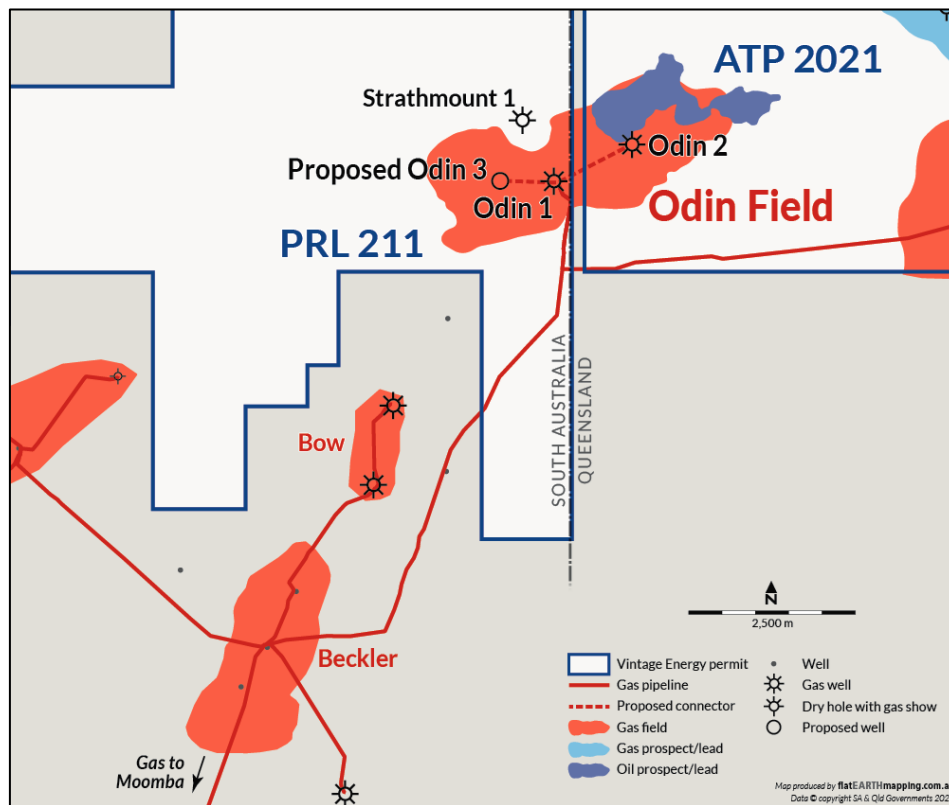 ATP 2021
Strathmount 1
Odin 2
Proposed Odin 3
Odin 1
Odin Field
PRL 211
SOUTH AUSTRALIA
QUEENSLAND
Bow
Beckler
Gas to
Moomba
N
2,500 m
Vintage Energy permit
Gas pipeline
Proposed connector
Gas field
Gas prospect/lead
Oil prospect/lead
Well
Gas well
Dry hole with gas show
Proposed well
Map produced by flatEARTHmapping.com.a
Data © copyright SA & Qld Governments 202